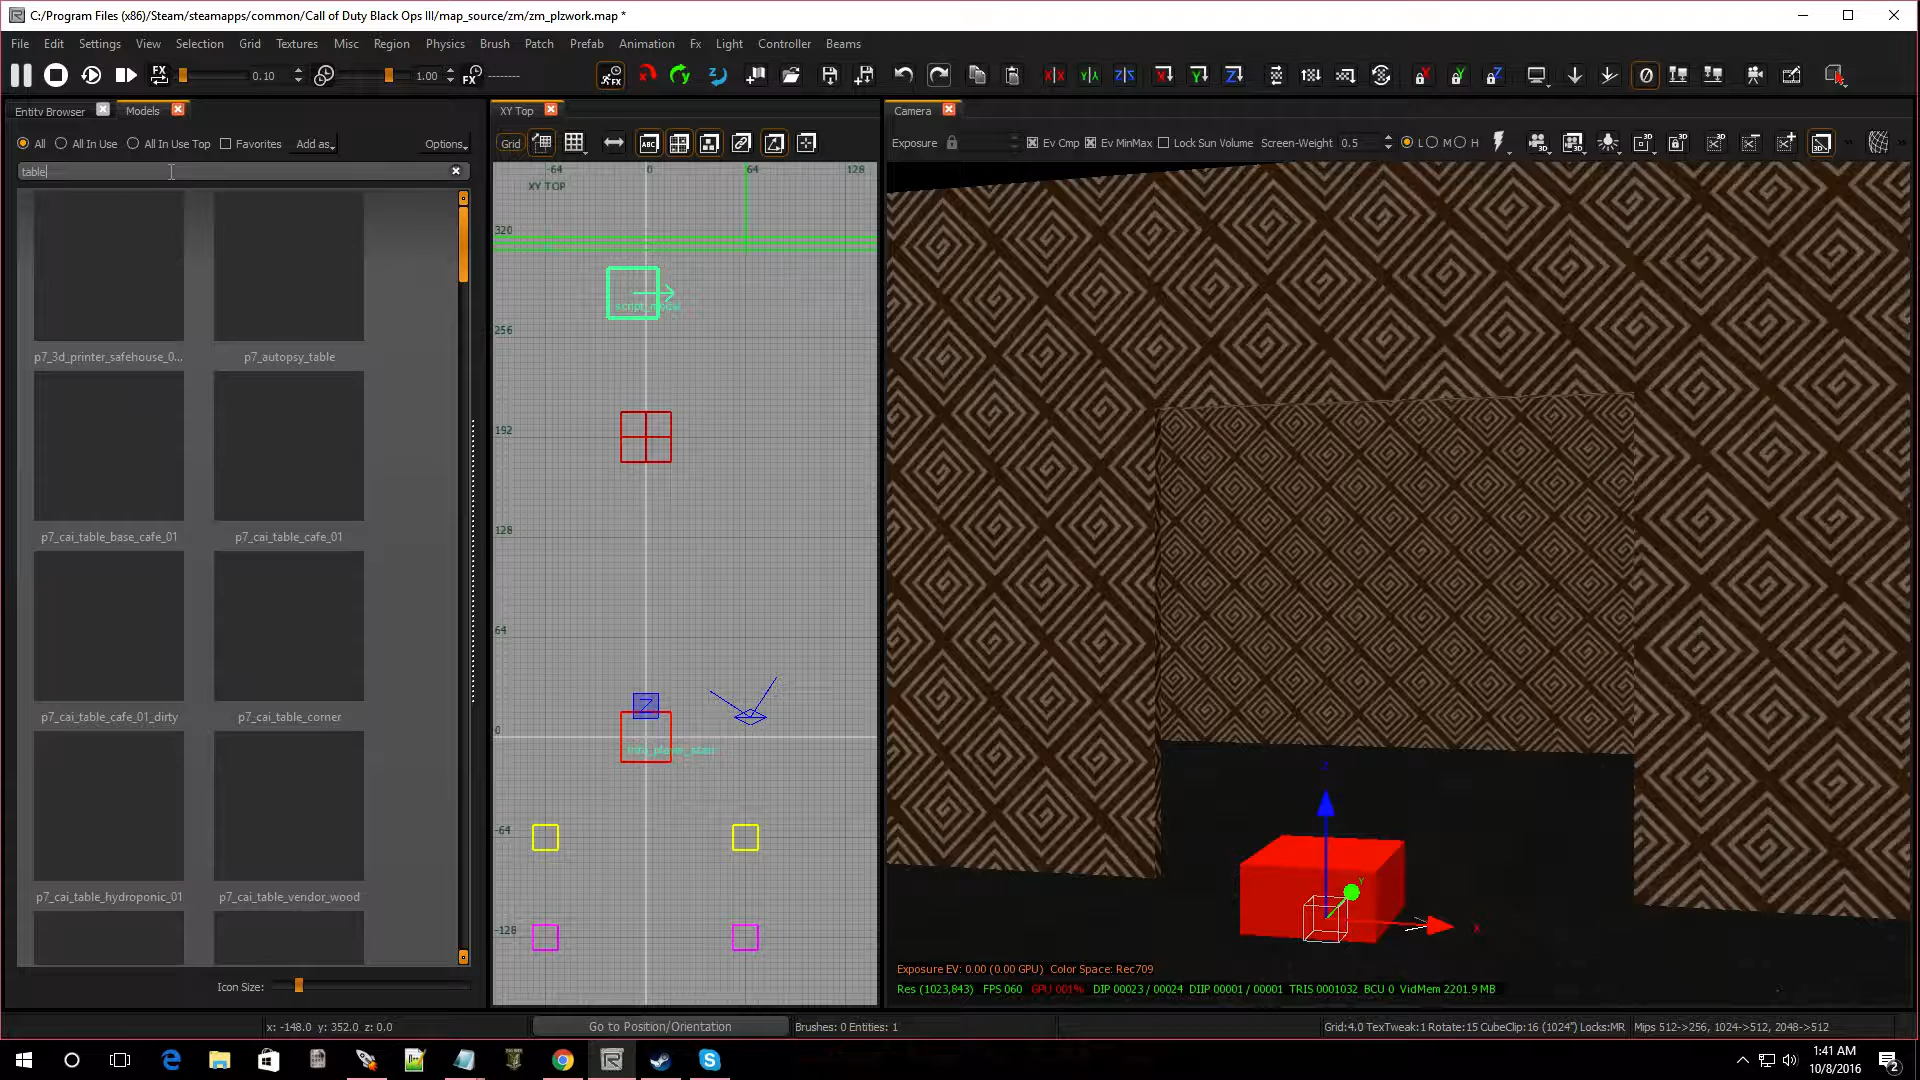 C:/Program Files (x86)/Steam/steamapps/common/Call of Duty Black Ops III/map_source/zm/zm_plzwork.map *
File Edit Settings View Selection Grid Textures Misc Region Physics Brush Patch Prefab Animation Fx Light Controller Beams
FX 0.10 1.00 FX --------
Entity Browser Models XY Top Camera
All All In Use All In Use Top Favorites Add as Options
Grid ABC
Exposure Ev Cmp Ev MinMax Lock Sun Volume Screen-Weight 0.5 L M H
table
-64 0 64 128
XY TOP
320
script_model
256
p7_3d_printer_safehouse_0... p7_autopsy_table
192
128
p7_cai_table_base_cafe_01 p7_cai_table_cafe_01
64
p7_cai_table_cafe_01_dirty p7_cai_table_corner
Z
0
info_player_start
Z
-64
p7_cai_table_hydroponic_01 p7_cai_table_vendor_wood
Y
X
-128
Exposure EV: 0.00 (0.00 GPU) Color Space: Rec709
Icon Size:
Res (1023,843) FPS 060 GPU 001% DIP 00023 / 00024 DIIP 00001 / 00001 TRIS 0001032 BCU 0 VidMem 2201.9 MB
x: -148.0 y: 352.0 z: 0.0 Go to Position/Orientation Brushes: 0 Entities: 1 Grid:4.0 TexTweak:1 Rotate:15 CubeClip:16 (1024") Locks:MR Mips 512->256, 1024->512, 2048->512
1:41 AM
10/8/2016
2